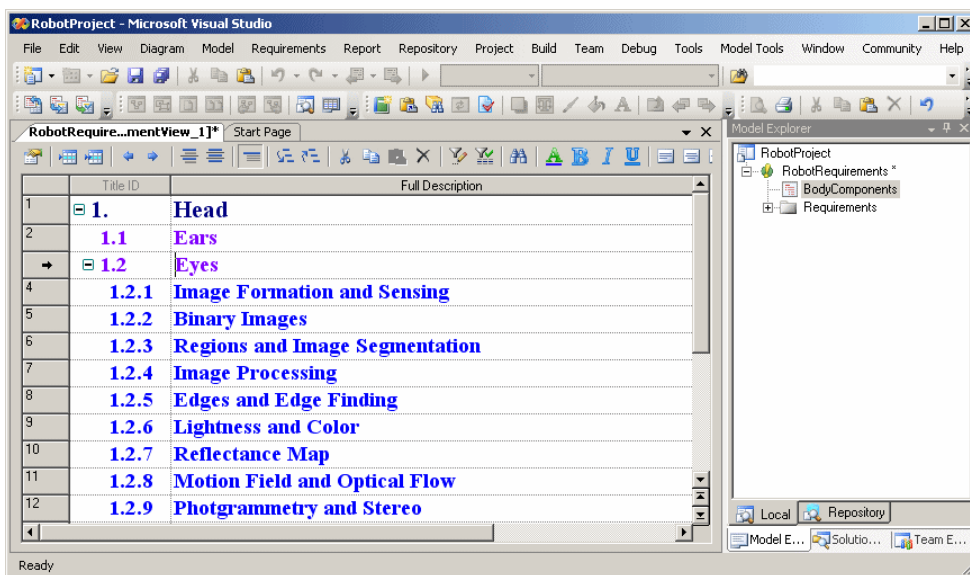 RobotProject - Microsoft Visual Studio
File Edit View Diagram Model Requirements Report Repository Project Build Team Debug Tools Model Tools Window Community Help
RobotRequire...mentView_1]* Start Page
Title ID Full Description
1 1. Head
2 1.1 Ears
1.2 Eyes
4 1.2.1 Image Formation and Sensing
5 1.2.2 Binary Images
6 1.2.3 Regions and Image Segmentation
7 1.2.4 Image Processing
8 1.2.5 Edges and Edge Finding
9 1.2.6 Lightness and Color
10 1.2.7 Reflectance Map
11 1.2.8 Motion Field and Optical Flow
12 1.2.9 Photgrammetry and Stereo
Model Explorer
RobotProject
RobotRequirements *
BodyComponents
Requirements
Local Repository
Model E... Solutio... Team E...
Ready